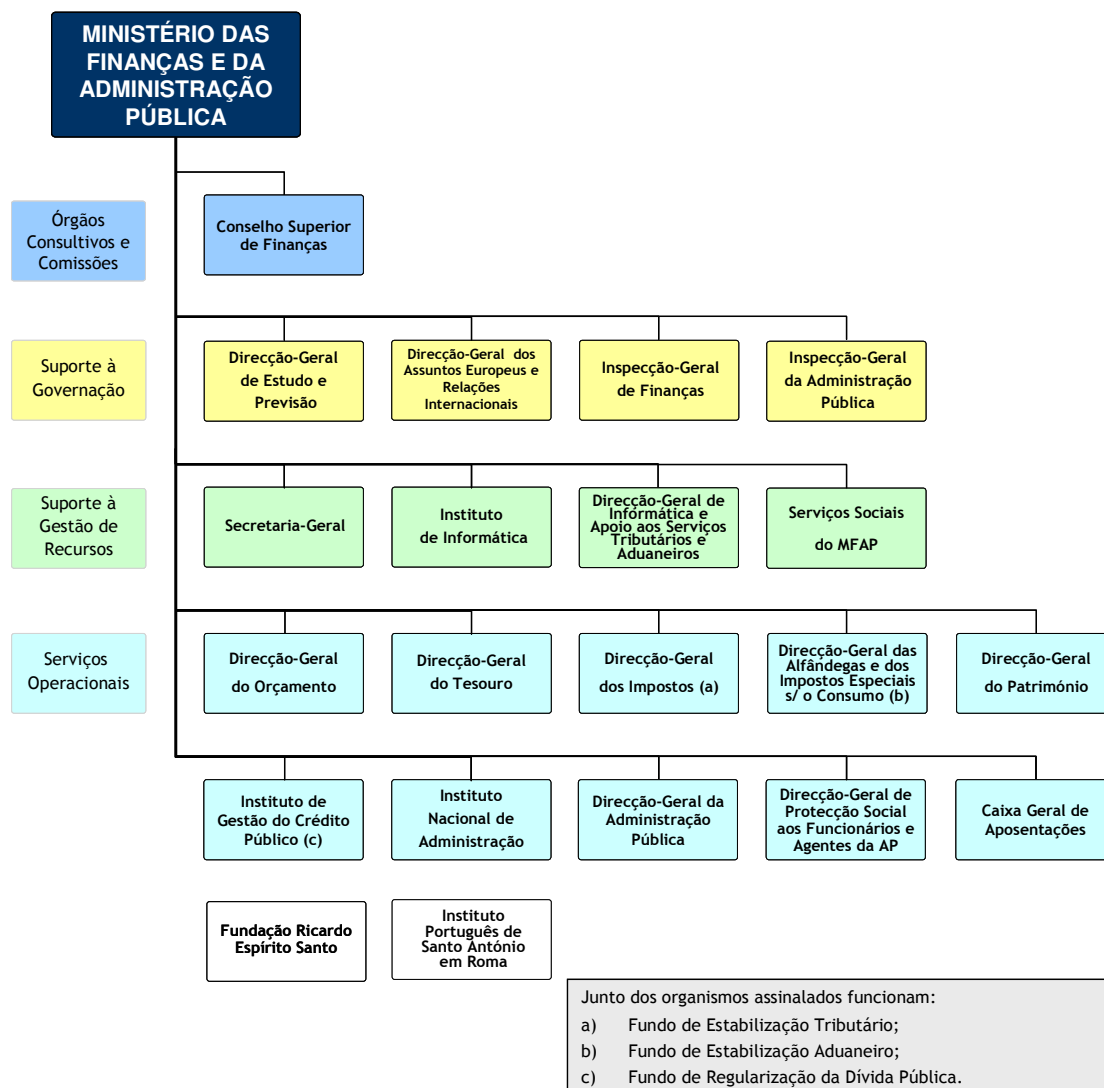 MINISTÉRIO DAS
FINANÇAS E DA
ADMINISTRAÇÃO
PÚBLICA
Órgãos
Consultivos e
Comissões
Conselho Superior
de Finanças
Suporte à
Governação
Direcção-Geral
de Estudo e
Previsão
Direcção-Geral dos
Assuntos Europeus e
Relações
Internacionais
Inspecção-Geral
de Finanças
Inspecção-Geral
da Administração
Pública
Suporte à
Gestão de
Recursos
Secretaria-Geral
Instituto
de Informática
Direcção-Geral de
Informática e
Apoio aos Serviços
Tributários e
Aduaneiros
Serviços Sociais
do MFAP
Serviços
Operacionais
Direcção-Geral
do Orçamento
Direcção-Geral
do Tesouro
Direcção-Geral
dos Impostos (a)
Direcção-Geral das
Alfândegas e dos
Impostos Especiais
s/ o Consumo (b)
Direcção-Geral
do Património
Instituto de
Gestão do Crédito
Público (c)
Instituto
Nacional de
Administração
Direcção-Geral da
Administração
Pública
Direcção-Geral de
Protecção Social
aos Funcionários e
Agentes da AP
Caixa Geral de
Aposentações
Fundação Ricardo
Espírito Santo
Instituto
Português de
Santo António
em Roma
Junto dos organismos assinalados funcionam:
a) Fundo de Estabilização Tributário;
b) Fundo de Estabilização Aduaneiro;
c) Fundo de Regularização da Dívida Pública.